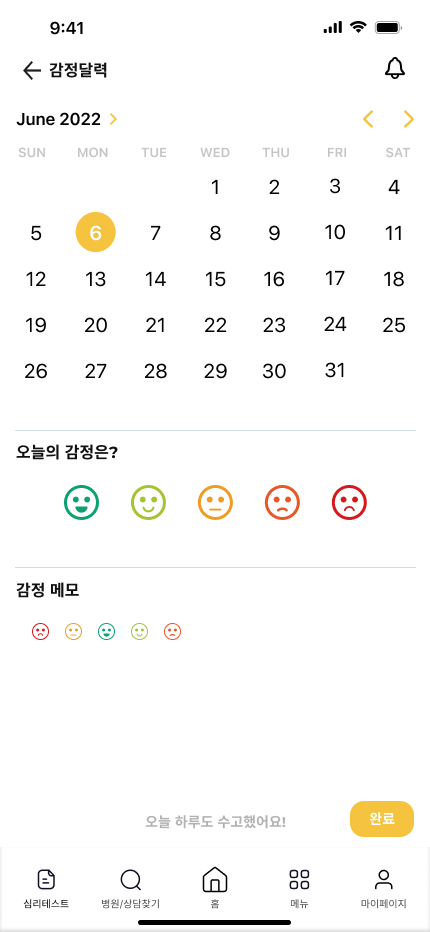 9:41
감정달력
June 2022
SUN MON TUE WED THU FRI SAT
1 2 3 4
5 6 7 8 9 10 11
12 13 14 15 16 17 18
19 20 21 22 23 24 25
26 27 28 29 30 31
오늘의 감정은?
감정 메모
오늘 하루도 수고했어요!
완료
심리테스트 병원/상담찾기 홈 메뉴 마이페이지